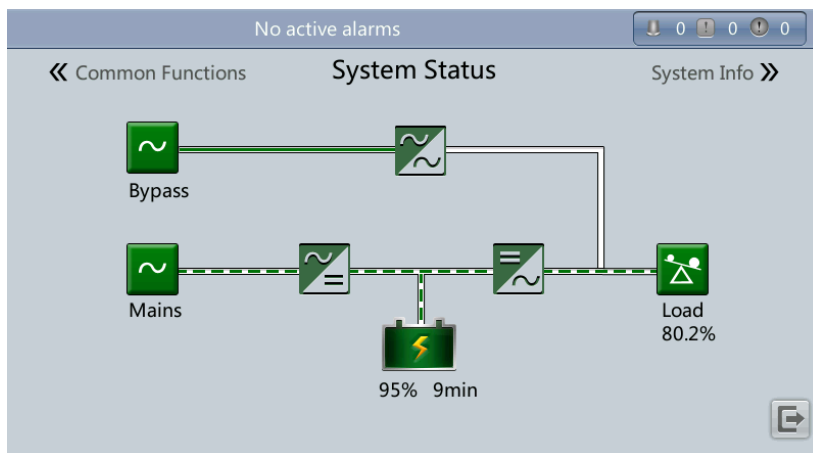 No active alarms
0 0 0
Common Functions
System Status
System Info
Bypass
Mains
Load
80.2%
95% 9min